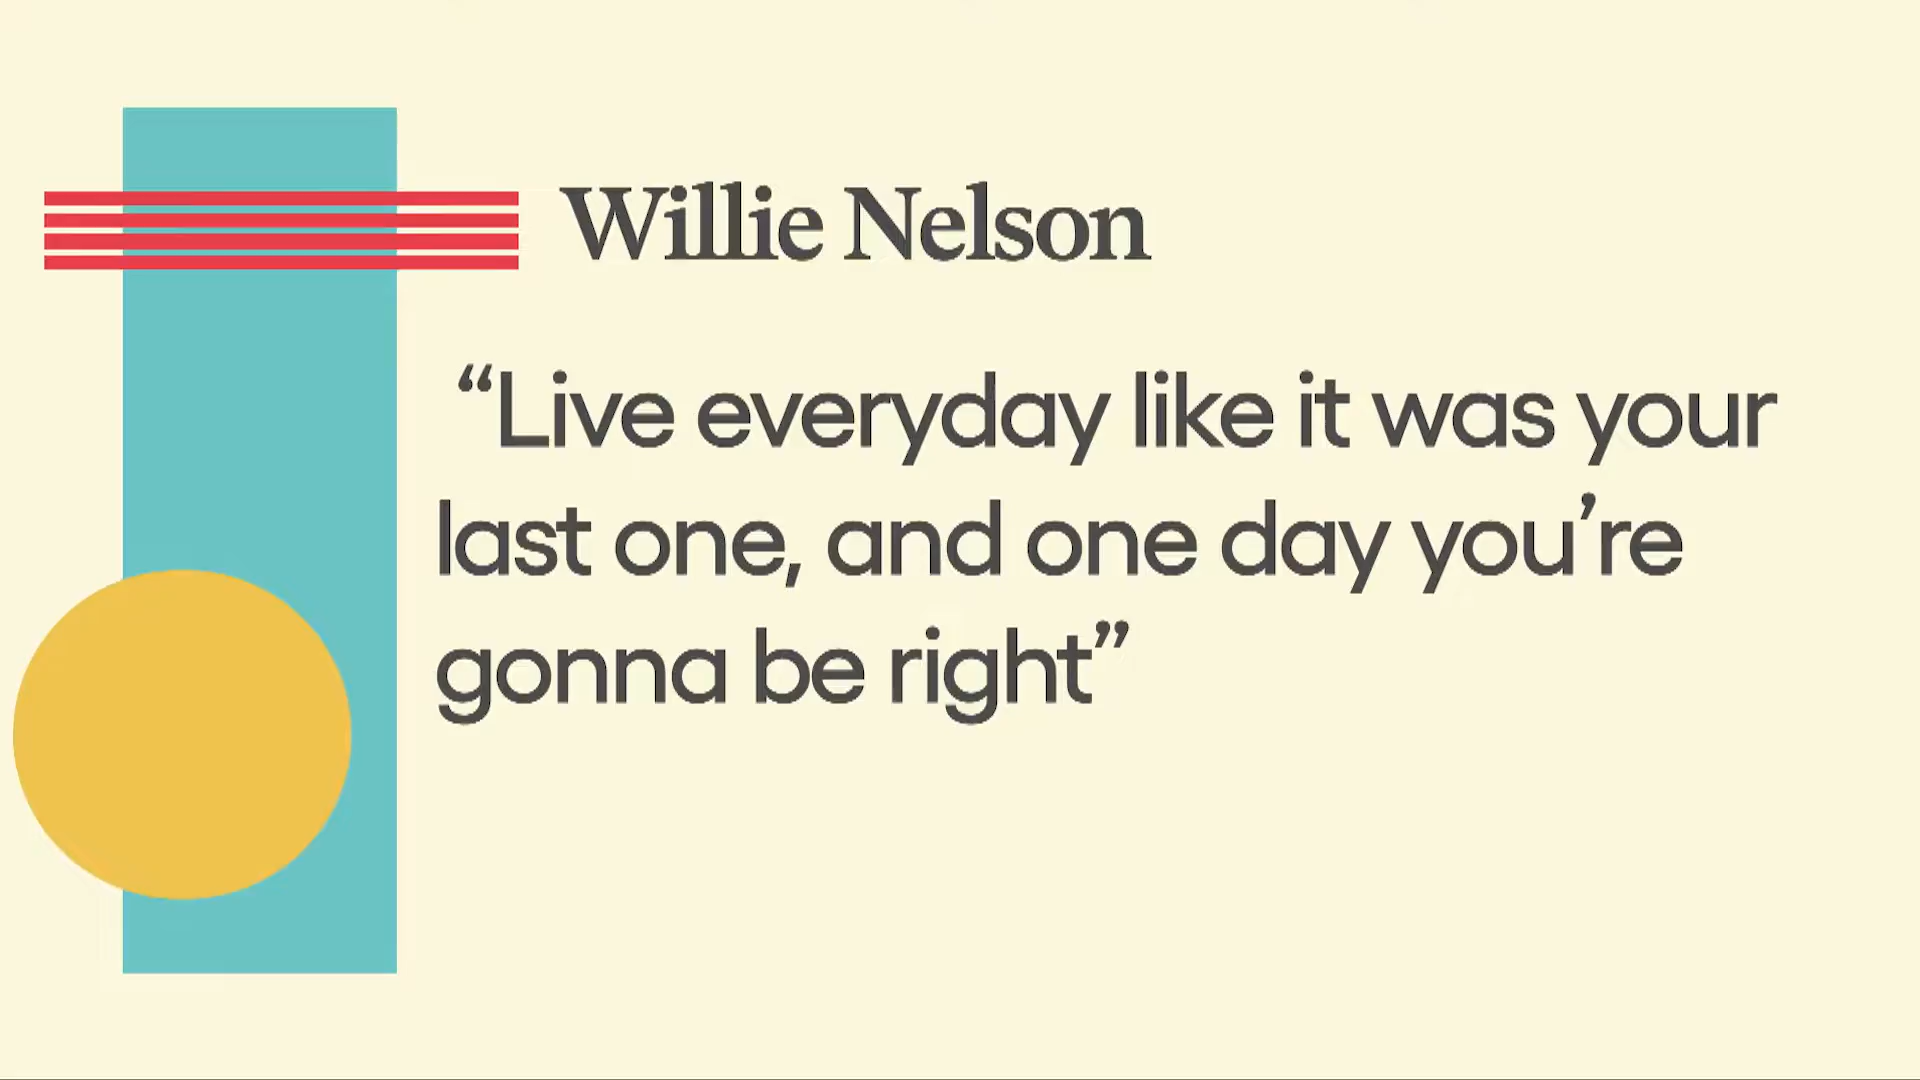 Willie Nelson
“Live everyday like it was your
last one, and one day you’re
gonna be right”